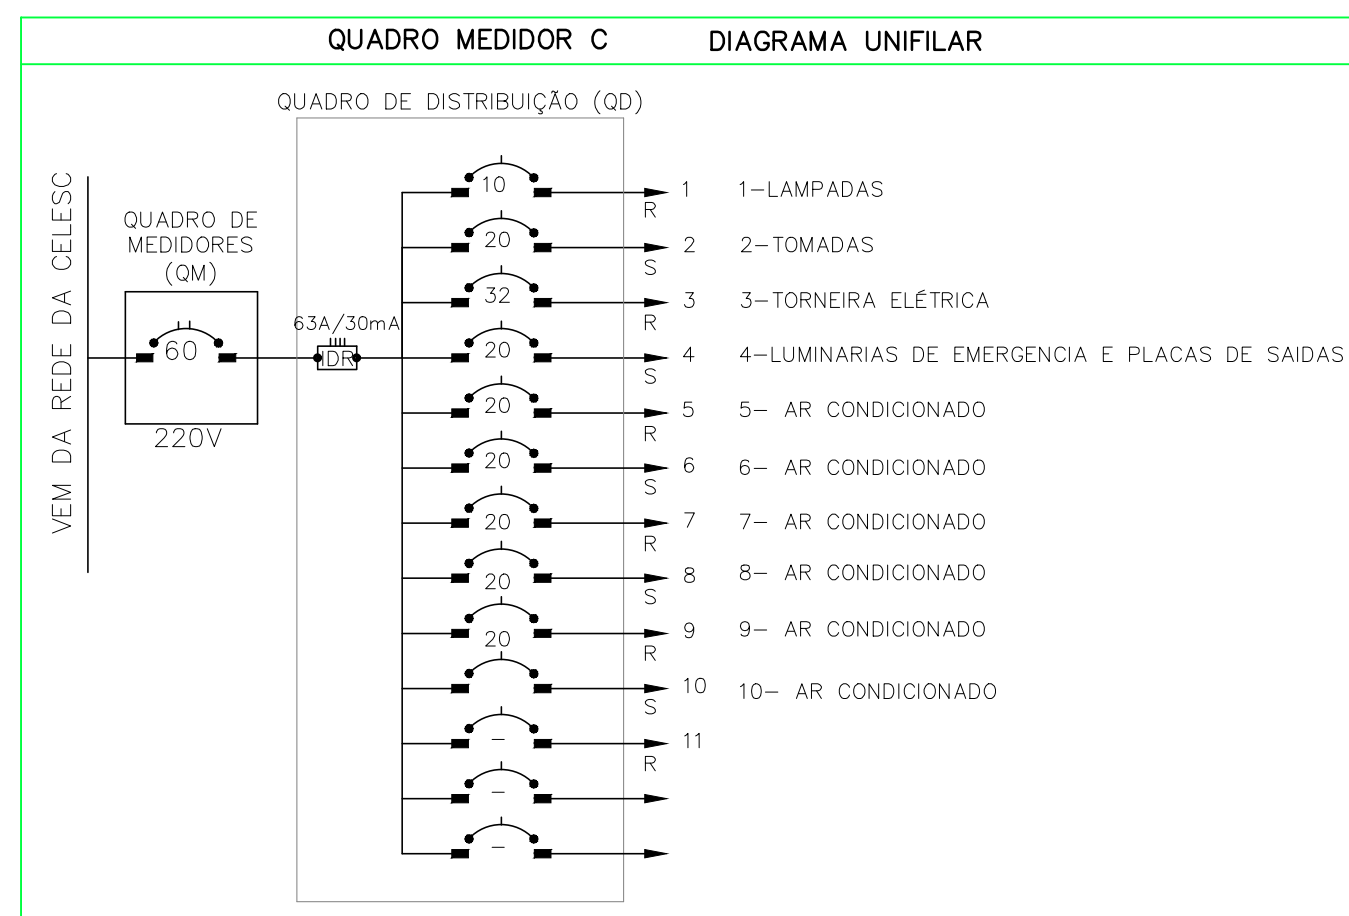 QUADRO MEDIDOR C DIAGRAMA UNIFILAR
QUADRO DE DISTRIBUIÇÃO (QD)
VEM DA REDE DA CELESC
QUADRO DE
MEDIDORES
(QM)
60
220V
63A/30mA
IDR
10 1 1-LAMPADAS
R
20 2 2-TOMADAS
S
32 3 3-TORNEIRA ELÉTRICA
R
20 4 4-LUMINARIAS DE EMERGENCIA E PLACAS DE SAIDAS
S
20 5 5- AR CONDICIONADO
R
20 6 6- AR CONDICIONADO
S
20 7 7- AR CONDICIONADO
R
20 8 8- AR CONDICIONADO
S
20 9 9- AR CONDICIONADO
R
10 10- AR CONDICIONADO
S
- 11
R
-
-